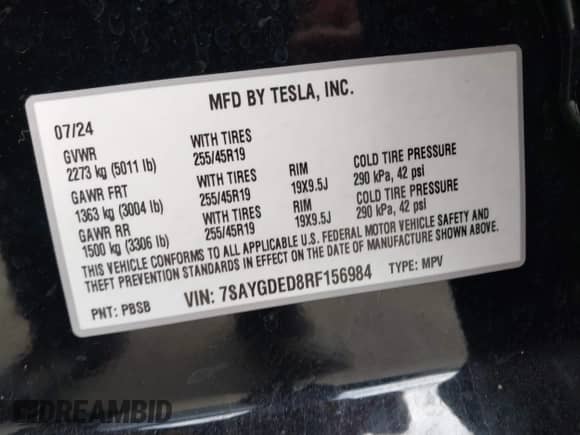 MFD BY TESLA, INC.
07/24
GVWR WITH TIRES
2273 kg (5011 lb) 255/45R19
GAWR FRT WITH TIRES RIM COLD TIRE PRESSURE
1363 kg (3004 lb) 255/45R19 19X9.5J 290 kPa, 42 psi
GAWR RR WITH TIRES RIM COLD TIRE PRESSURE
1500 kg (3306 lb) 255/45R19 19X9.5J 290 kPa, 42 psi
THIS VEHICLE CONFORMS TO ALL APPLICABLE U.S. FEDERAL MOTOR VEHICLE SAFETY AND
THEFT PREVENTION STANDARDS IN EFFECT ON THE DATE OF MANUFACTURE SHOWN ABOVE.
PNT: PBSB VIN: 7SAYGDED8RF156984 TYPE: MPV
DREAMBID